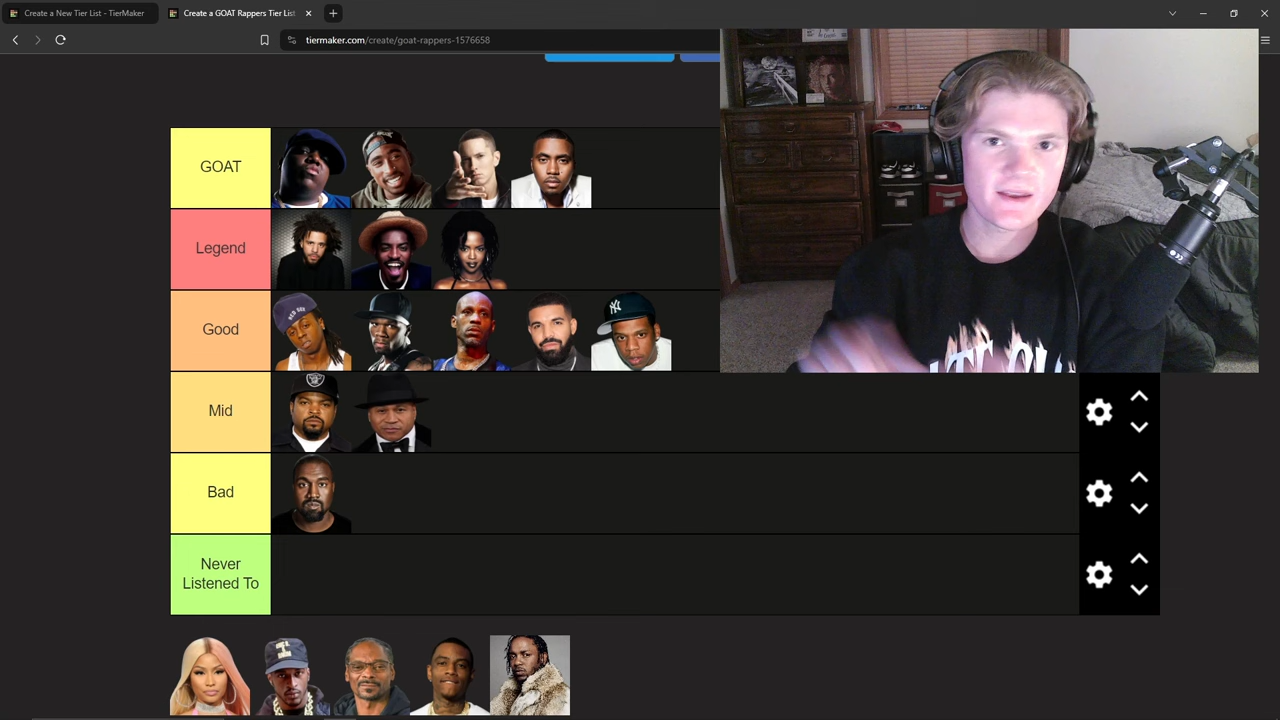 Create a New Tier List - TierMaker
Create a GOAT Rappers Tier List
tiermaker.com/create/goat-rappers-1576658
GOAT
Legend
Good
Mid
Bad
Never
Listened To